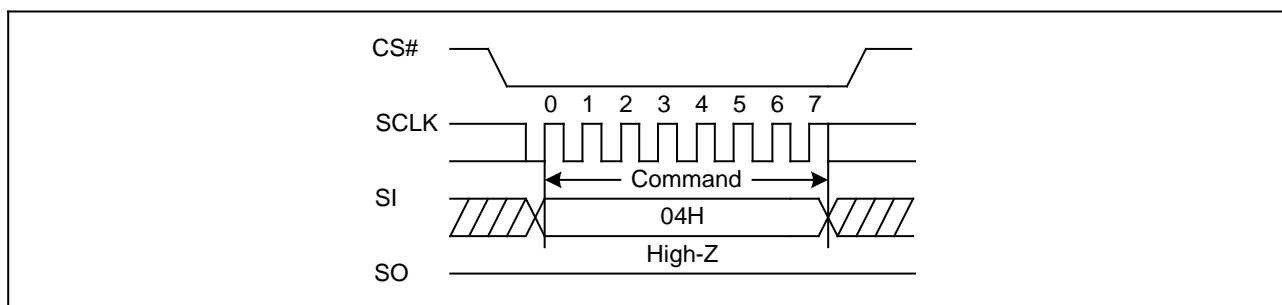 CS#
0 1 2 3 4 5 6 7
SCLK
Command
SI
04H
High-Z
SO